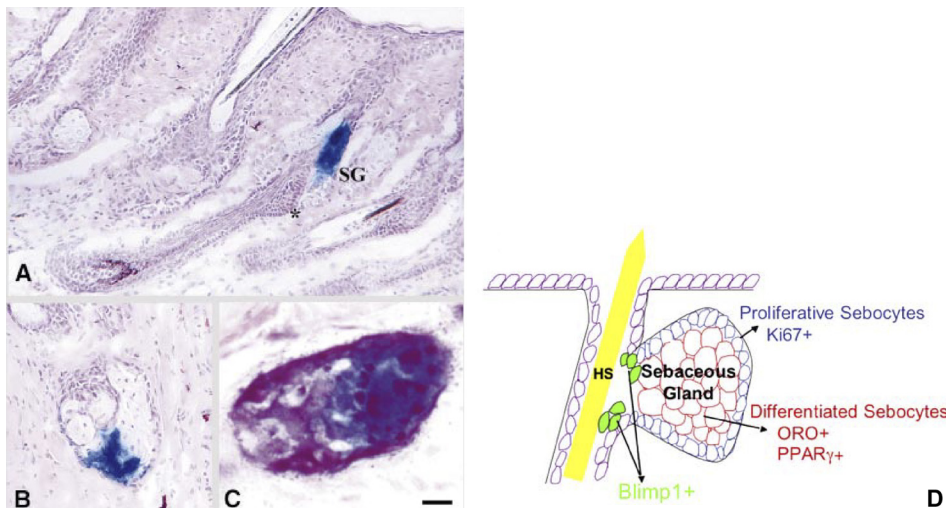 SG
*
A
B
C
Proliferative Sebocytes
Ki67+
HS
Sebaceous
Gland
Differentiated Sebocytes
ORO+
PPARγ+
Blimp1+
D